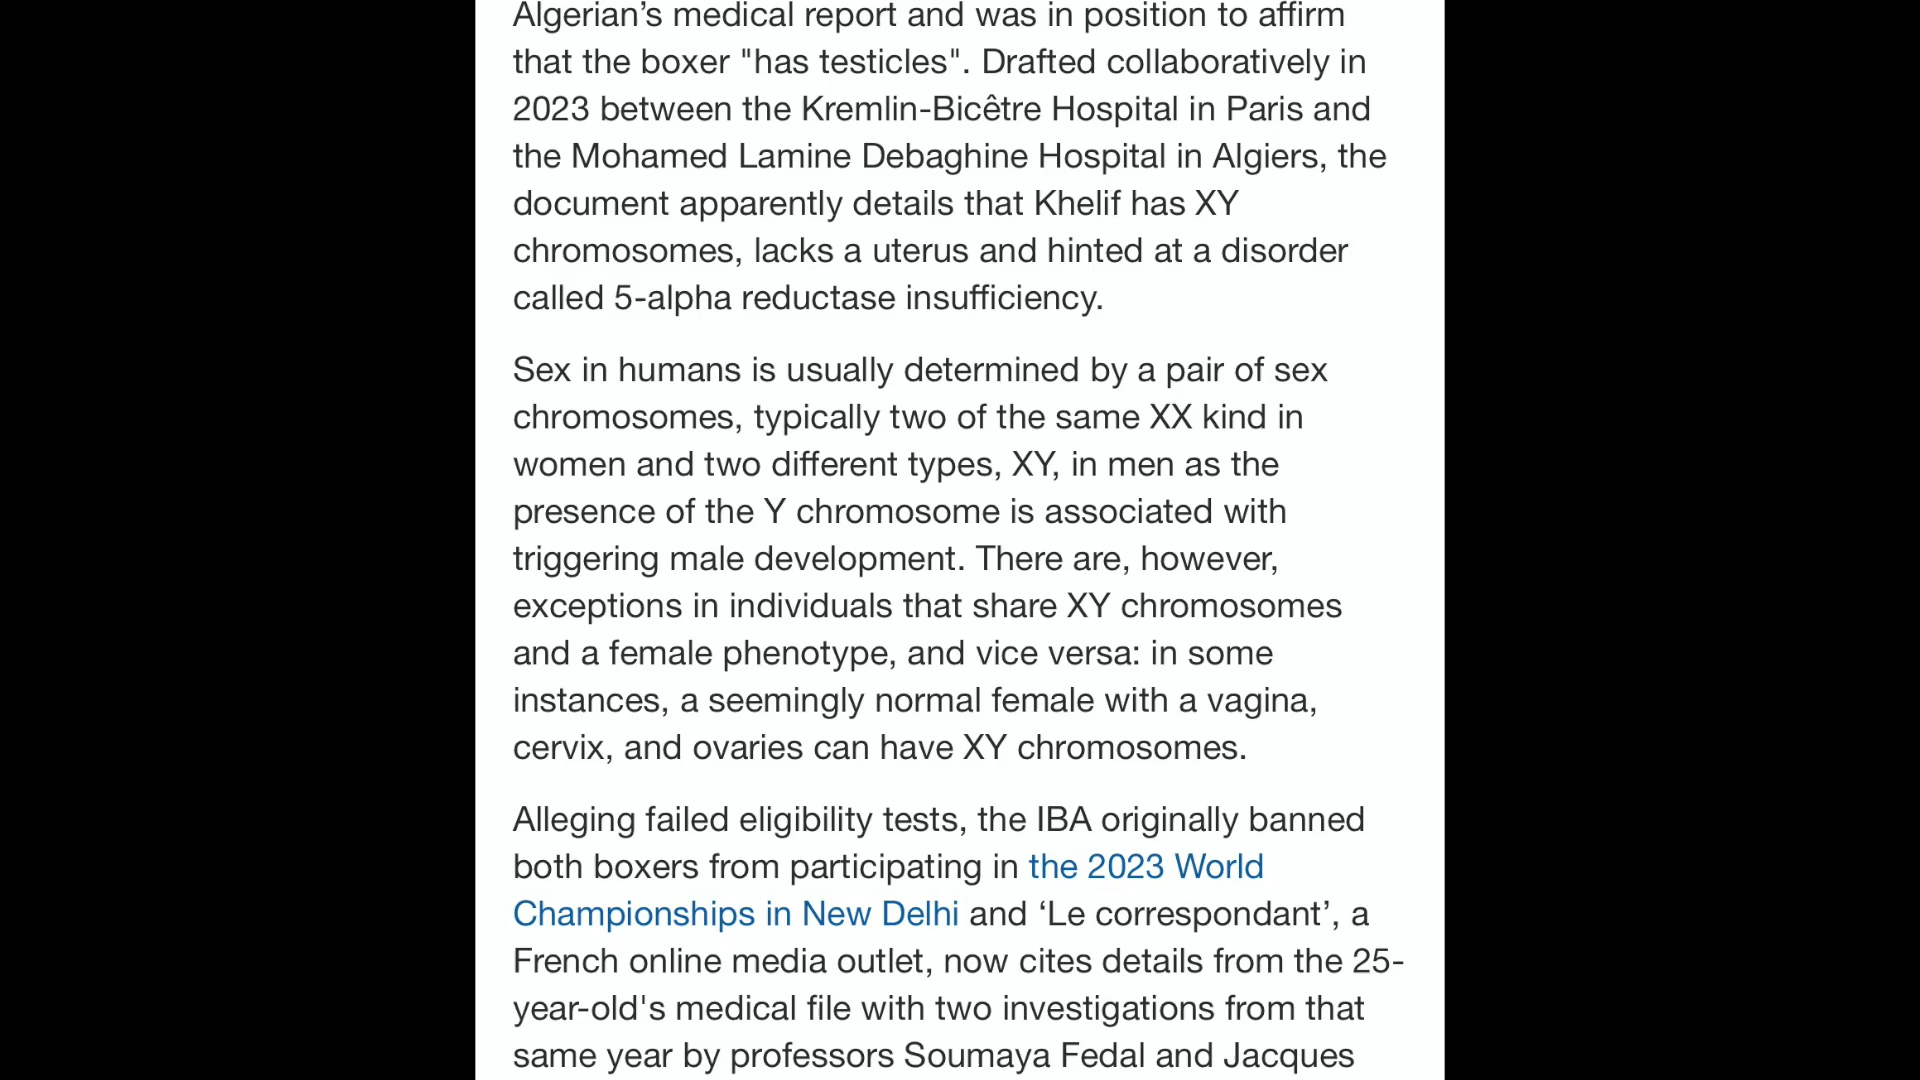 Algerian’s medical report and was in position to affirm
that the boxer "has testicles". Drafted collaboratively in
2023 between the Kremlin-Bicêtre Hospital in Paris and
the Mohamed Lamine Debaghine Hospital in Algiers, the
document apparently details that Khelif has XY
chromosomes, lacks a uterus and hinted at a disorder
called 5-alpha reductase insufficiency.
Sex in humans is usually determined by a pair of sex
chromosomes, typically two of the same XX kind in
women and two different types, XY, in men as the
presence of the Y chromosome is associated with
triggering male development. There are, however,
exceptions in individuals that share XY chromosomes
and a female phenotype, and vice versa: in some
instances, a seemingly normal female with a vagina,
cervix, and ovaries can have XY chromosomes.
Alleging failed eligibility tests, the IBA originally banned
both boxers from participating in the 2023 World
Championships in New Delhi and ‘Le correspondant’, a
French online media outlet, now cites details from the 25-
year-old's medical file with two investigations from that
same year by professors Soumaya Fedal and Jacques